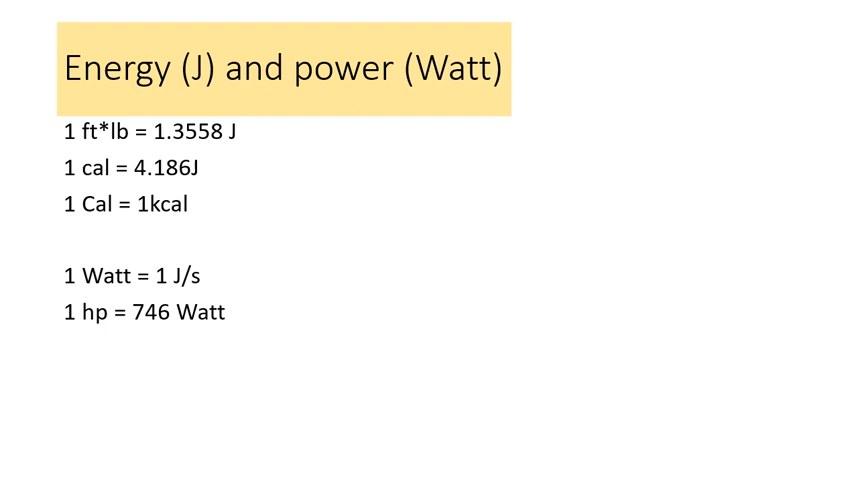 Energy (J) and power (Watt)
1 ft*lb = 1.3558 J
1 cal = 4.186J
1 Cal = 1kcal
1 Watt = 1 J/s
1 hp = 746 Watt